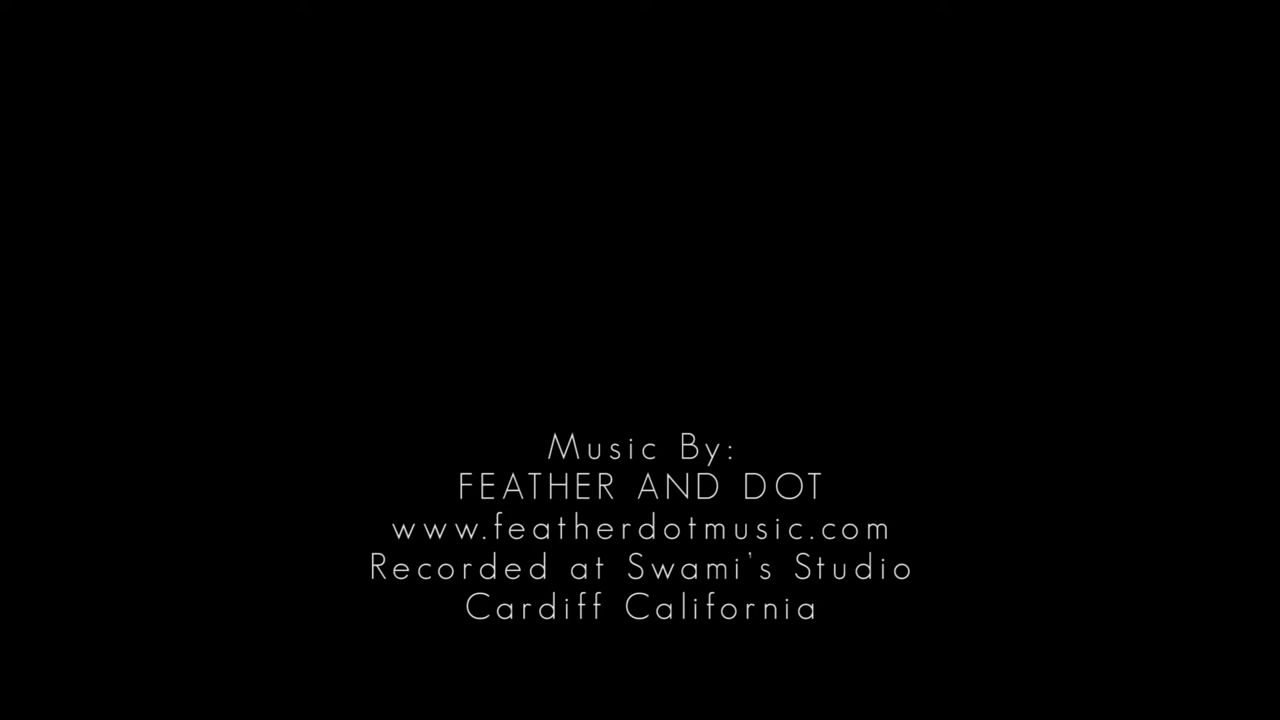 Music By:
FEATHER AND DOT
www.featherdotmusic.com
Recorded at Swami's Studio
Cardiff California